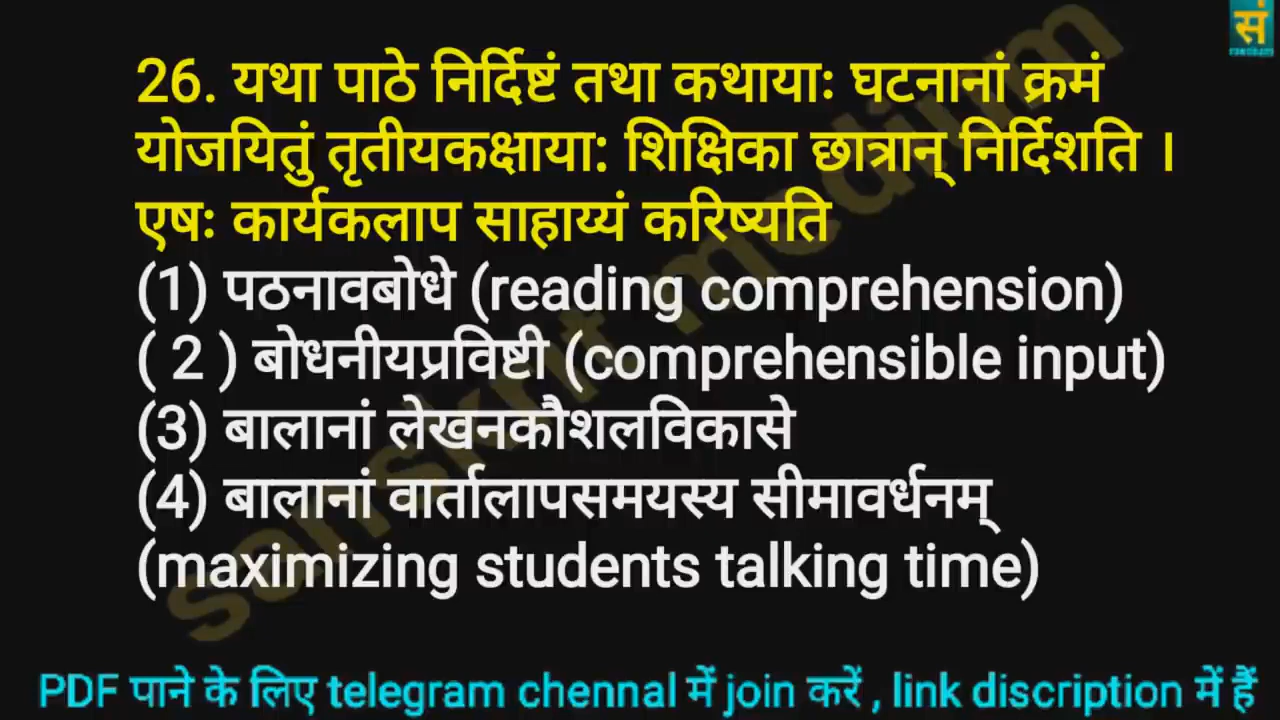 सं
26. यथा पाठे निर्दिष्टं तथा कथायाः घटनानां क्रमं
योजयितुं तृतीयकक्षाया: शिक्षिका छात्रान् निर्दिशति ।
एषः कार्यकलाप साहाय्यं करिष्यति
(1) पठनावबोधे (reading comprehension)
( 2 ) बोधनीयप्रविष्टी (comprehensible input)
(3) बालानां लेखनकौशलविकासे
(4) बालानां वार्तालापसमयस्य सीमावर्धनम्
(maximizing students talking time)
sanskrit medium
PDF पाने के लिए telegram chennal में join करें , link discription में हैं